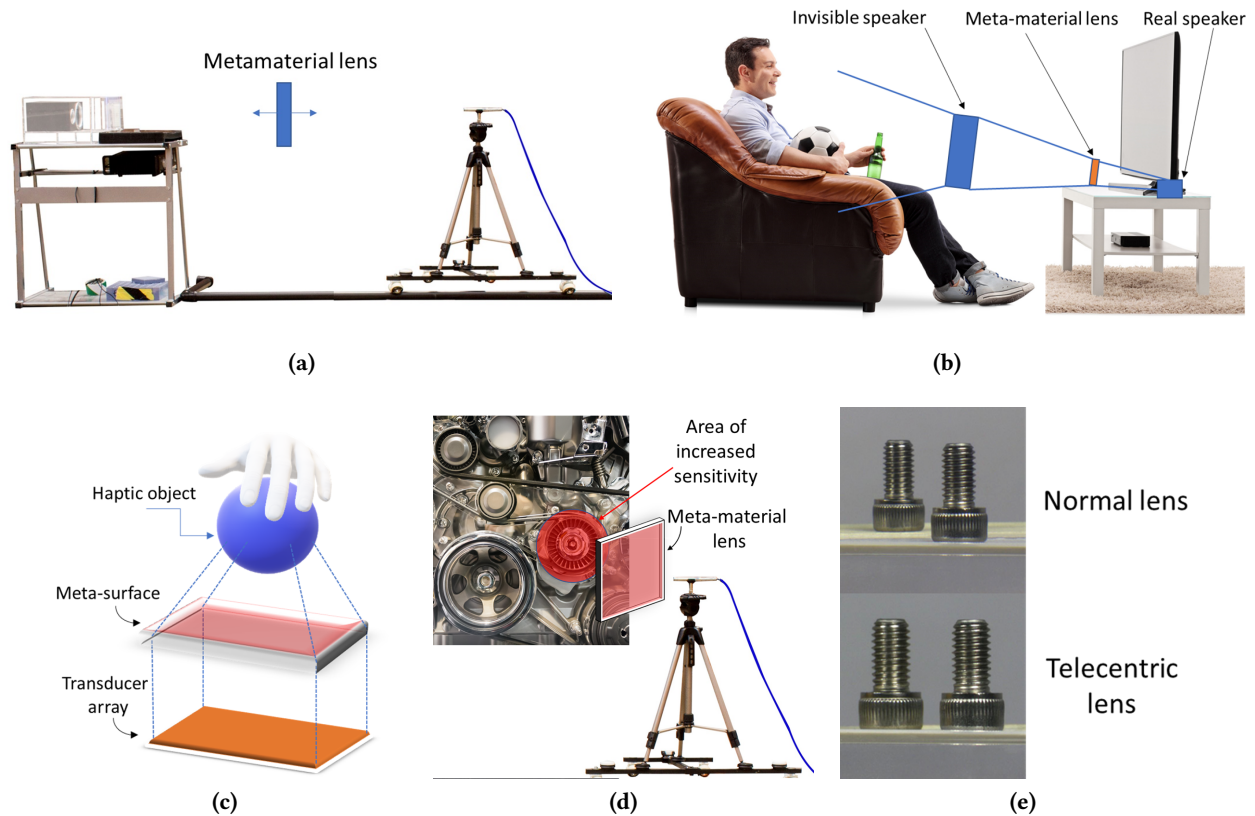 Metamaterial lens
(a)
Invisible speaker
Meta-material lens
Real speaker
(b)
Haptic object
Meta-surface
Transducer
array
(c)
Area of
increased
sensitivity
Meta-material
lens
(d)
Normal lens
Telecentric
lens
(e)